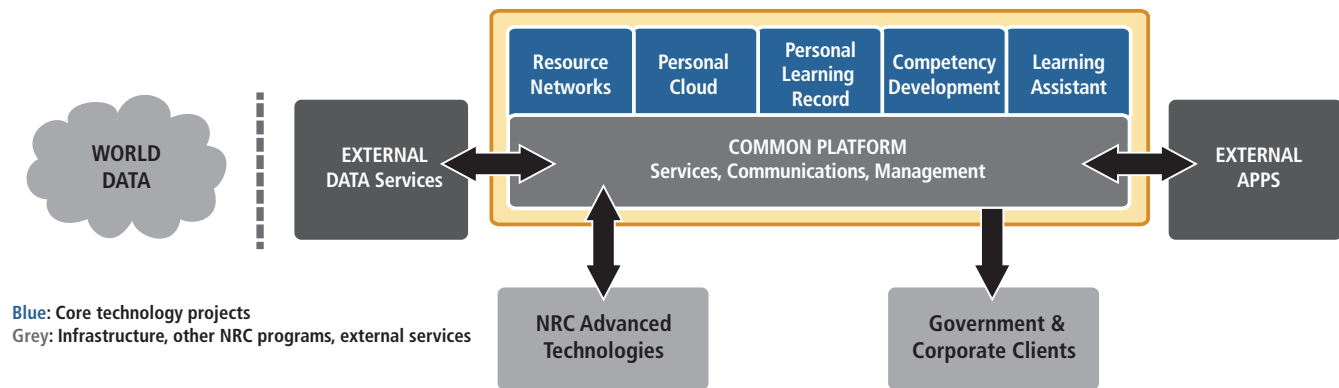 Resource
Networks
Personal
Cloud
Personal
Learning
Record
Competency
Development
Learning
Assistant
WORLD
DATA
EXTERNAL
DATA Services
COMMON PLATFORM
Services, Communications, Management
EXTERNAL
APPS
Blue: Core technology projects
Grey: Infrastructure, other NRC programs, external services
NRC Advanced
Technologies
Government &
Corporate Clients